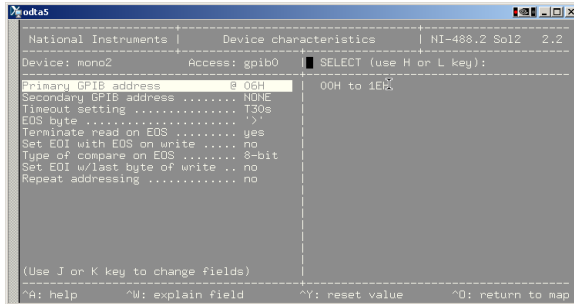 odta5
National Instruments | Device characteristics | NI-488.2 Sol2 2.2
Device: mono2 Access: gpib0 | SELECT (use H or L key):
Primary GPIB address @ 06H | 00H to 1EH
Secondary GPIB address ........ NONE
Timeout setting ............... T30s
EOS byte ...................... '>'
Terminate read on EOS ......... yes
Set EOI with EOS on write ..... no
Type of compare on EOS ........ 8-bit
Set EOI w/last byte of write .. no
Repeat addressing ............. no
(Use J or K key to change fields)
^A: help ^W: explain field ^Y: reset value ^O: return to map